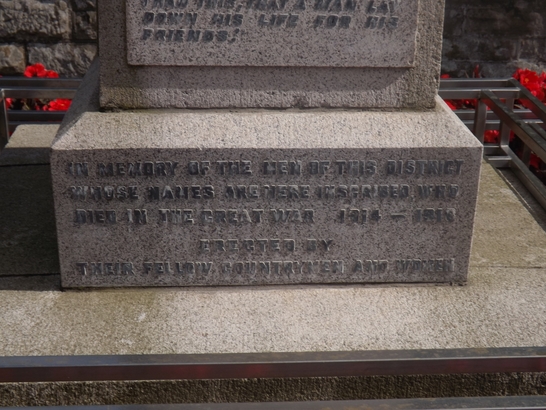 THAN THIS, THAT A MAN LAY
DOWN HIS LIFE FOR HIS
FRIENDS."
IN MEMORY OF THE MEN OF THIS DISTRICT
WHOSE NAMES ARE HERE INSCRIBED, WHO
DIED IN THE GREAT WAR 1914 – 1918
ERECTED BY
THEIR FELLOW COUNTRYMEN AND WOMEN